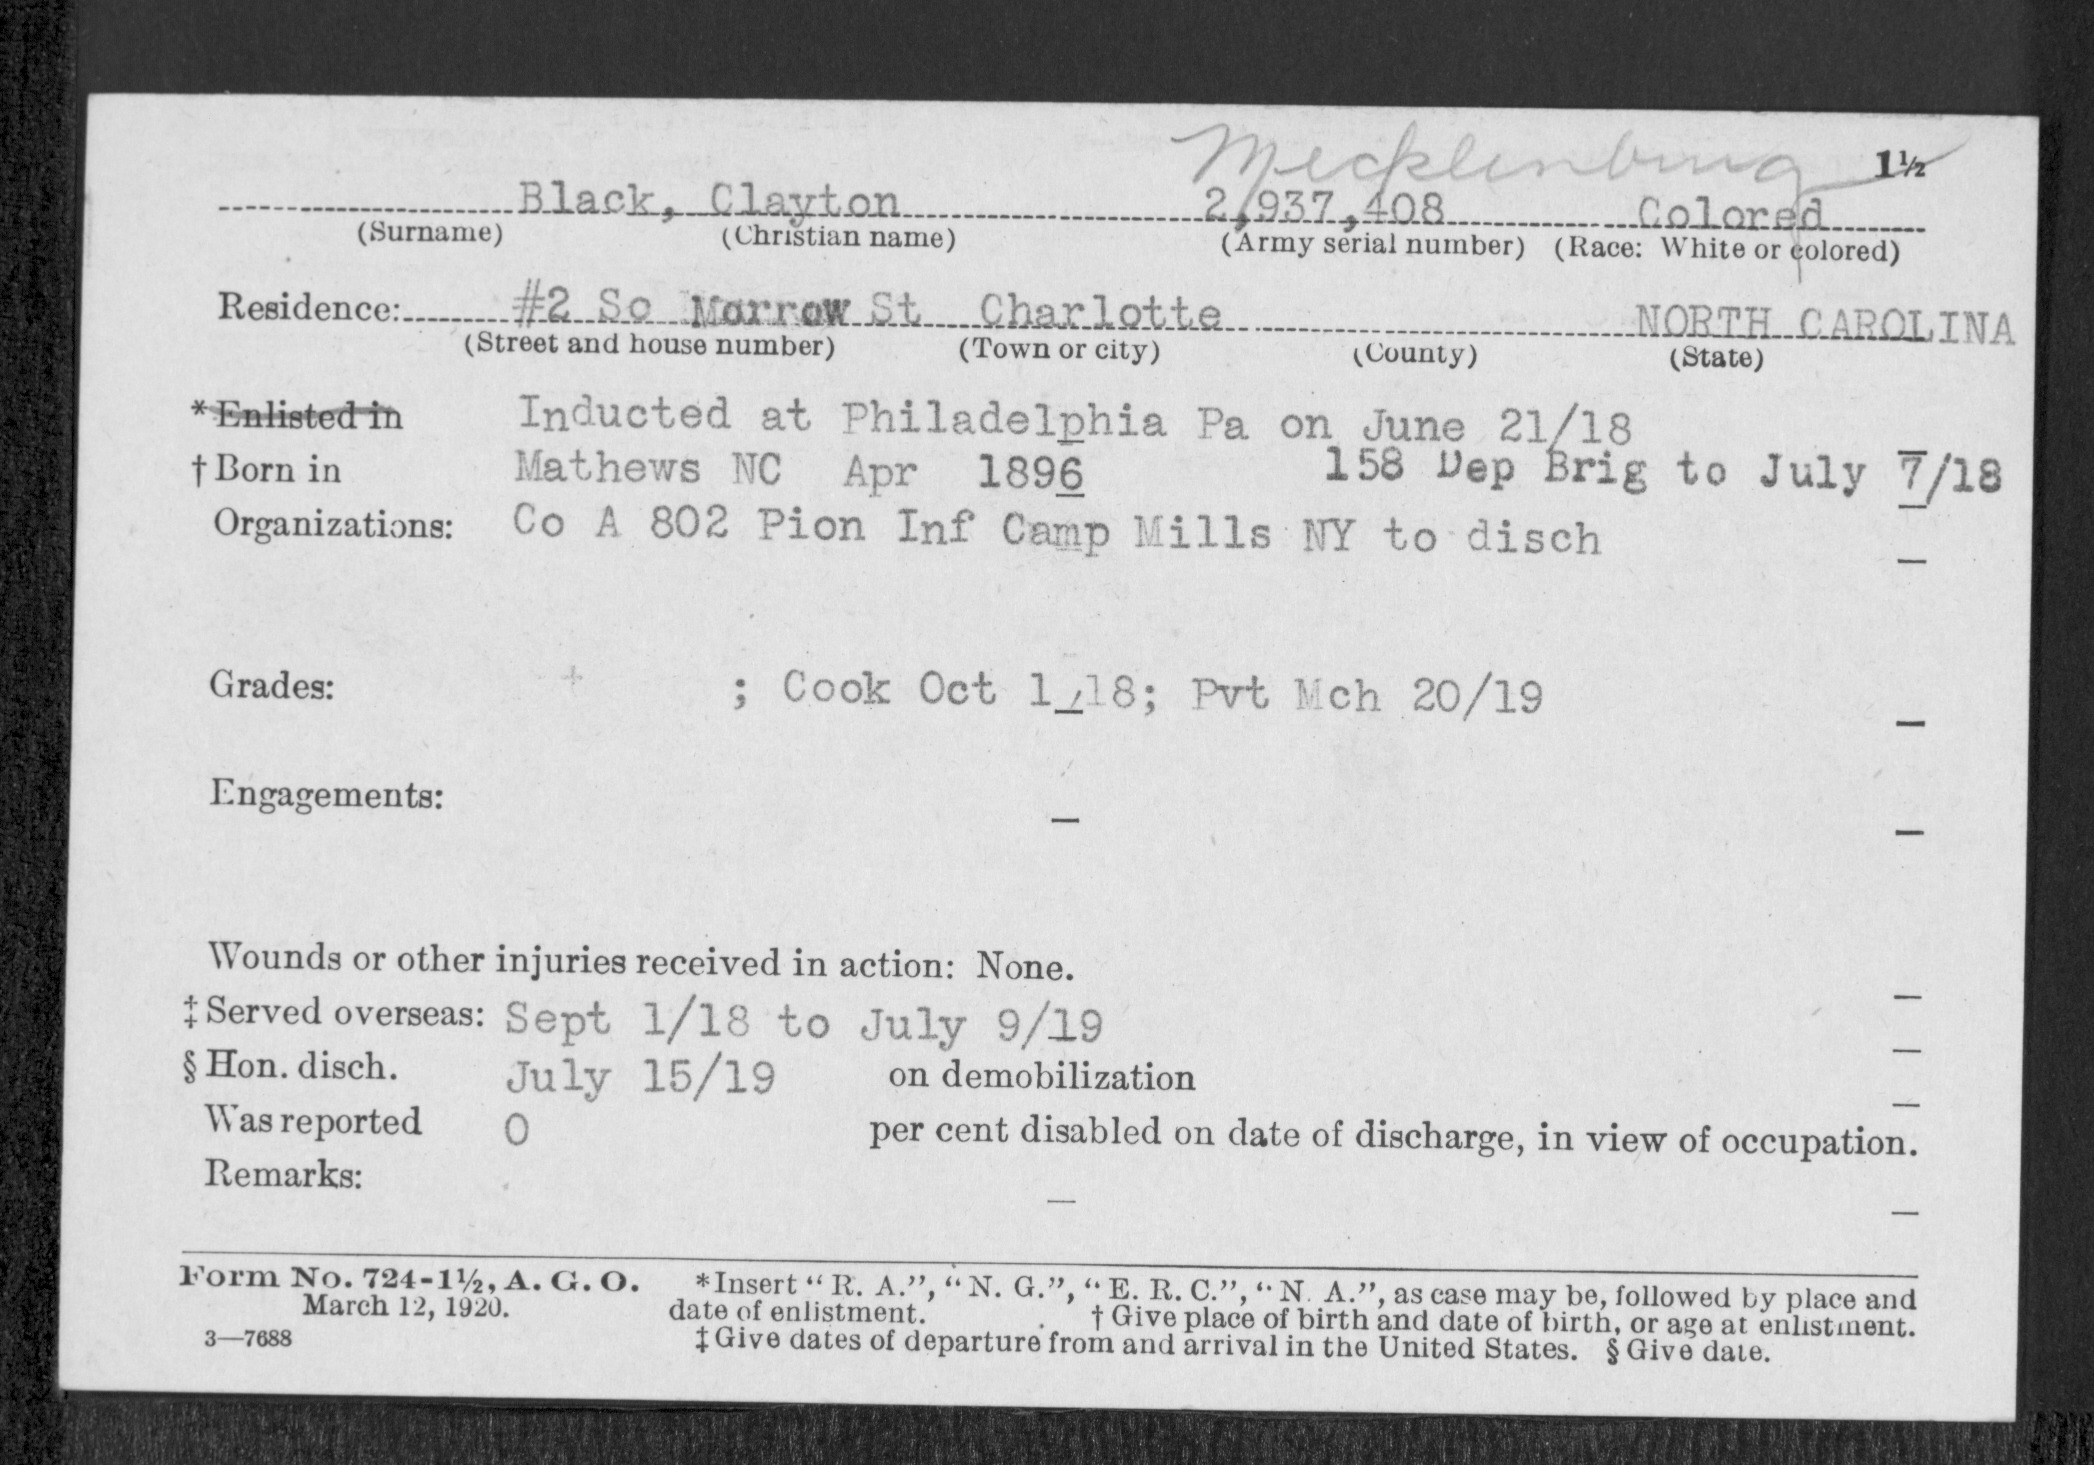 Mecklenburg 1½
Black, Clayton 2,937,408 Colored
(Surname) (Christian name) (Army serial number) (Race: White or colored)
Residence: #2 So Morrow St Charlotte NORTH CAROLINA
(Street and house number) (Town or city) (County) (State)
* Enlisted in Inducted at Philadelphia Pa on June 21/18
† Born in Mathews NC Apr 1896 158 Dep Brig to July 7/18
Organizations: Co A 802 Pion Inf Camp Mills NY to disch –
Grades: + ; Cook Oct 1/18; Pvt Mch 20/19 –
Engagements: – –
Wounds or other injuries received in action: None. –
‡ Served overseas: Sept 1/18 to July 9/19 –
§ Hon. disch. July 15/19 on demobilization –
Was reported 0 per cent disabled on date of discharge, in view of occupation.
Remarks: – –
Form No. 724-1½, A. G. O. *Insert “R. A.”, “N. G.”, “E. R. C.”, “N. A.”, as case may be, followed by place and
March 12, 1920. date of enlistment. † Give place of birth and date of birth, or age at enlistment.
3—7688 ‡ Give dates of departure from and arrival in the United States. § Give date.